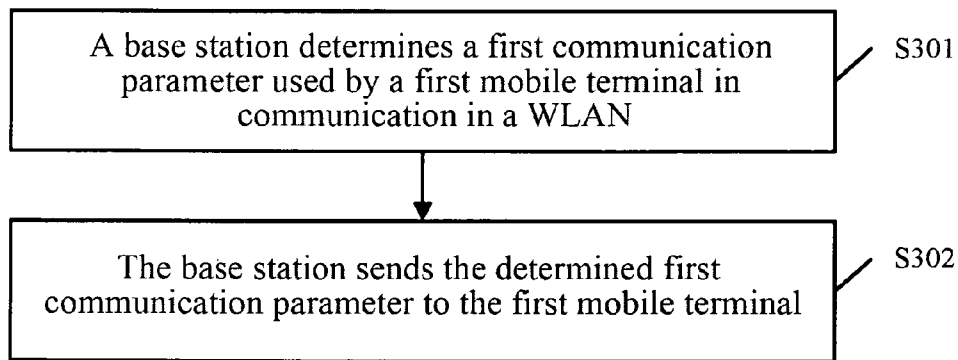 A base station determines a first communication
parameter used by a first mobile terminal in
communication in a WLAN
S301
The base station sends the determined first
communication parameter to the first mobile terminal
S302